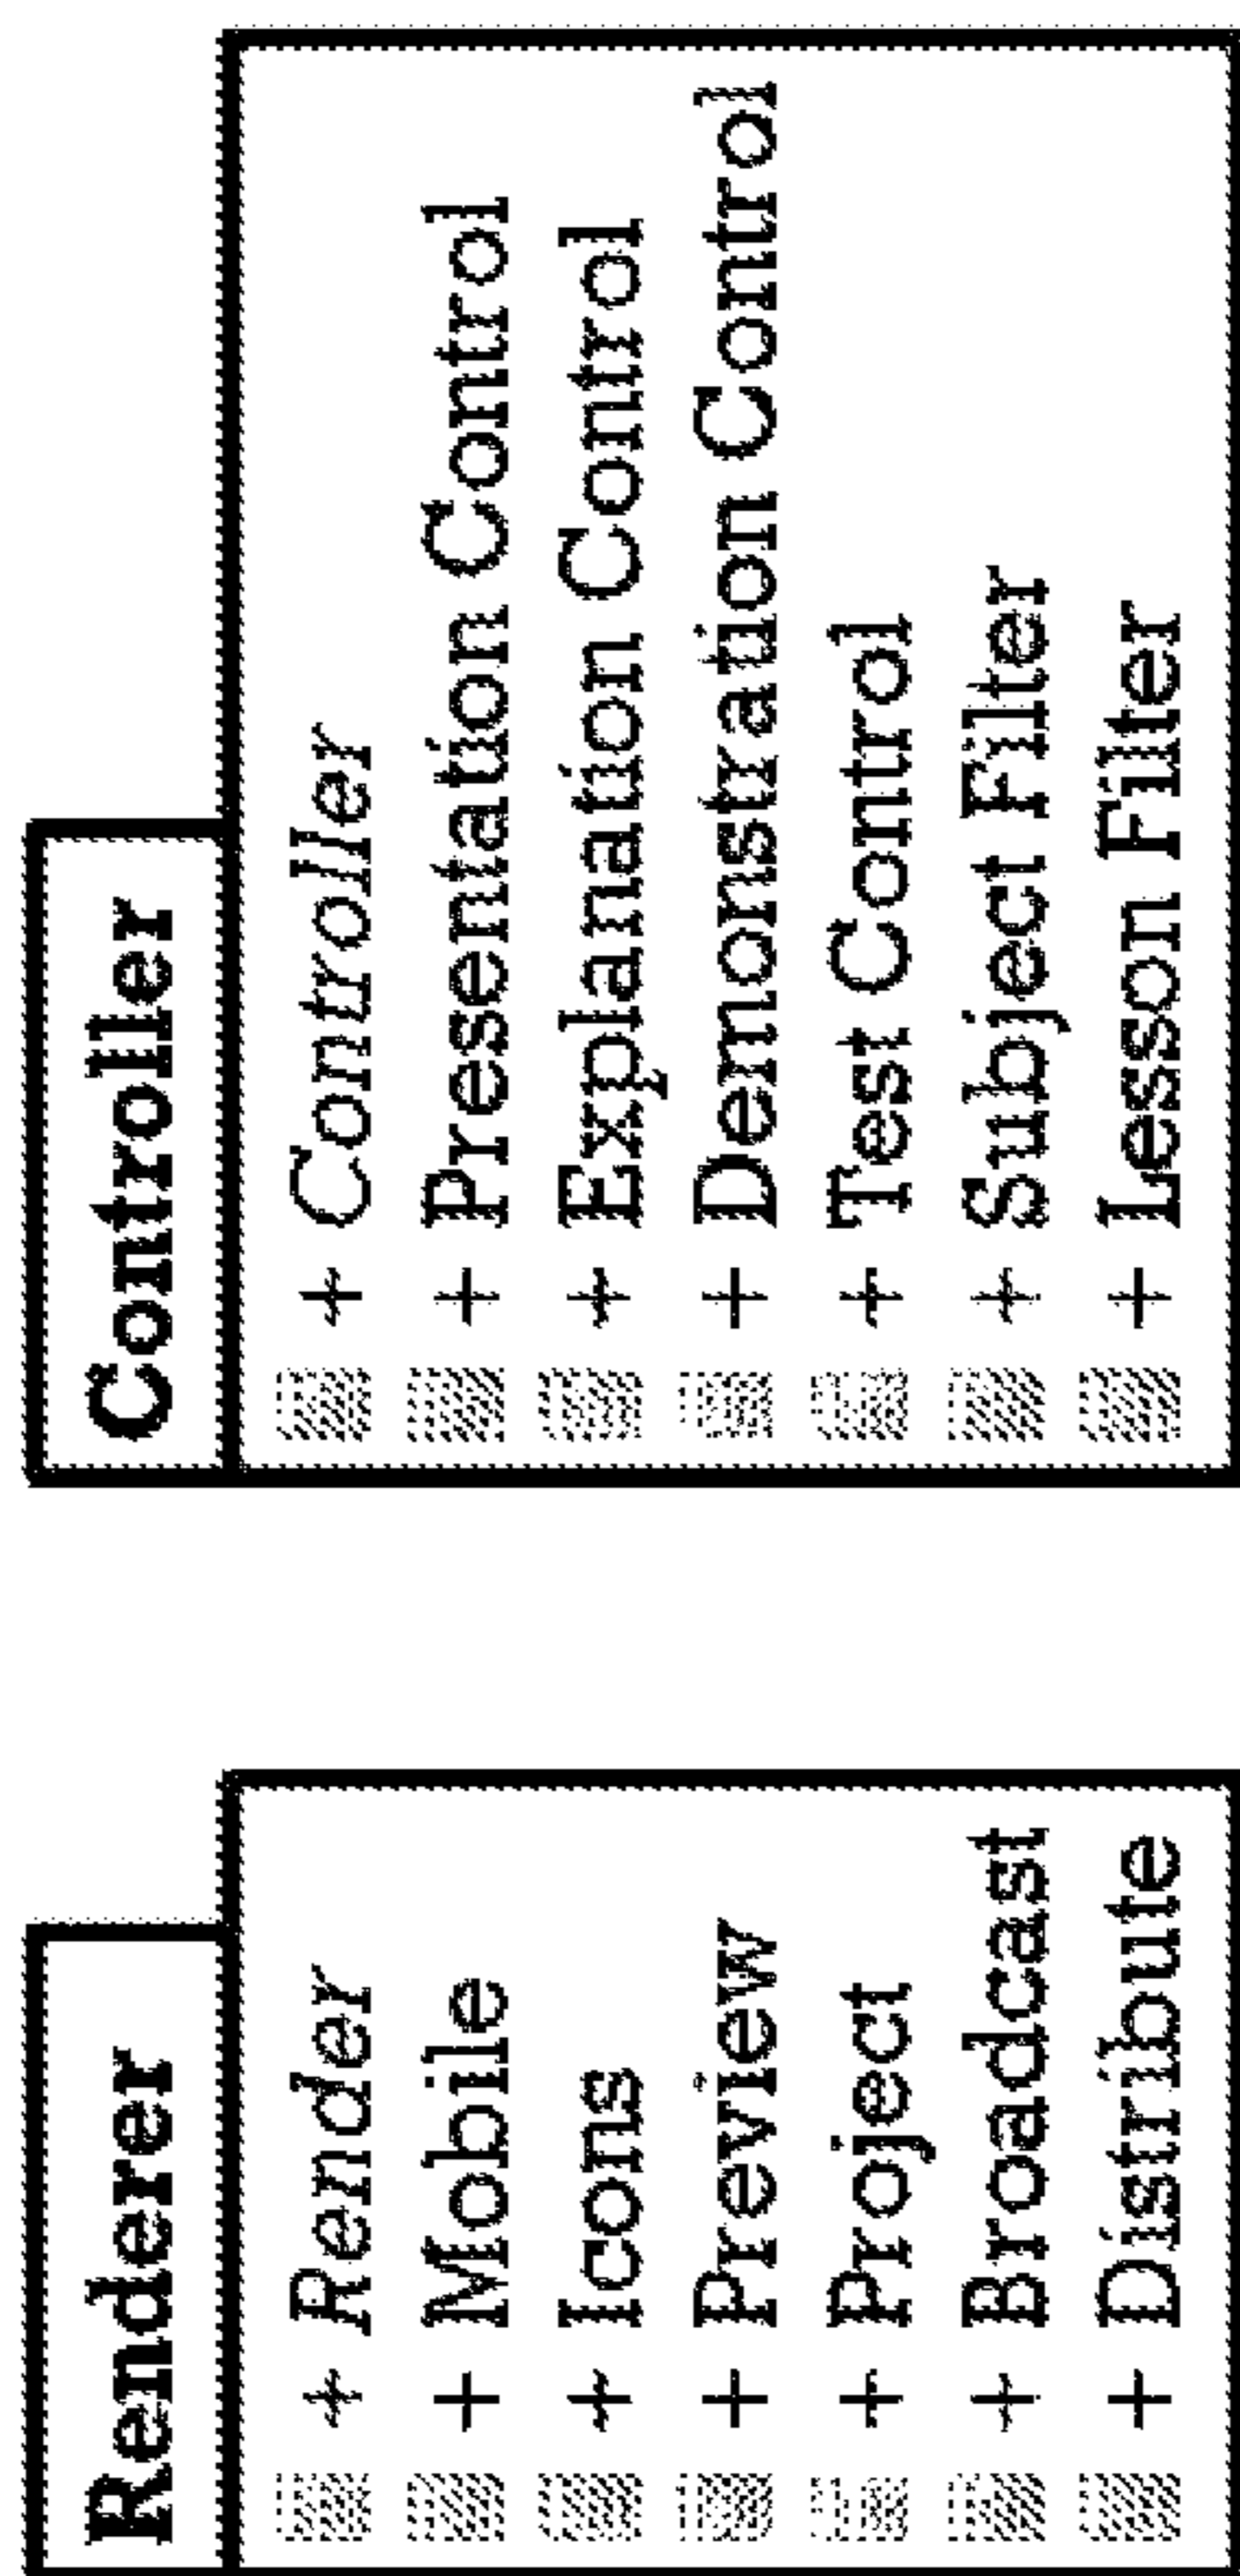 Renderer
+ Render
+ Mobile
+ Icons
+ Preview
+ Project
+ Broadcast
+ Distribute
Controller
+ Controller
+ Presentation Control
+ Explanation Control
+ Demonstration Control
+ Test Control
+ Subject Filter
+ Lesson Filter